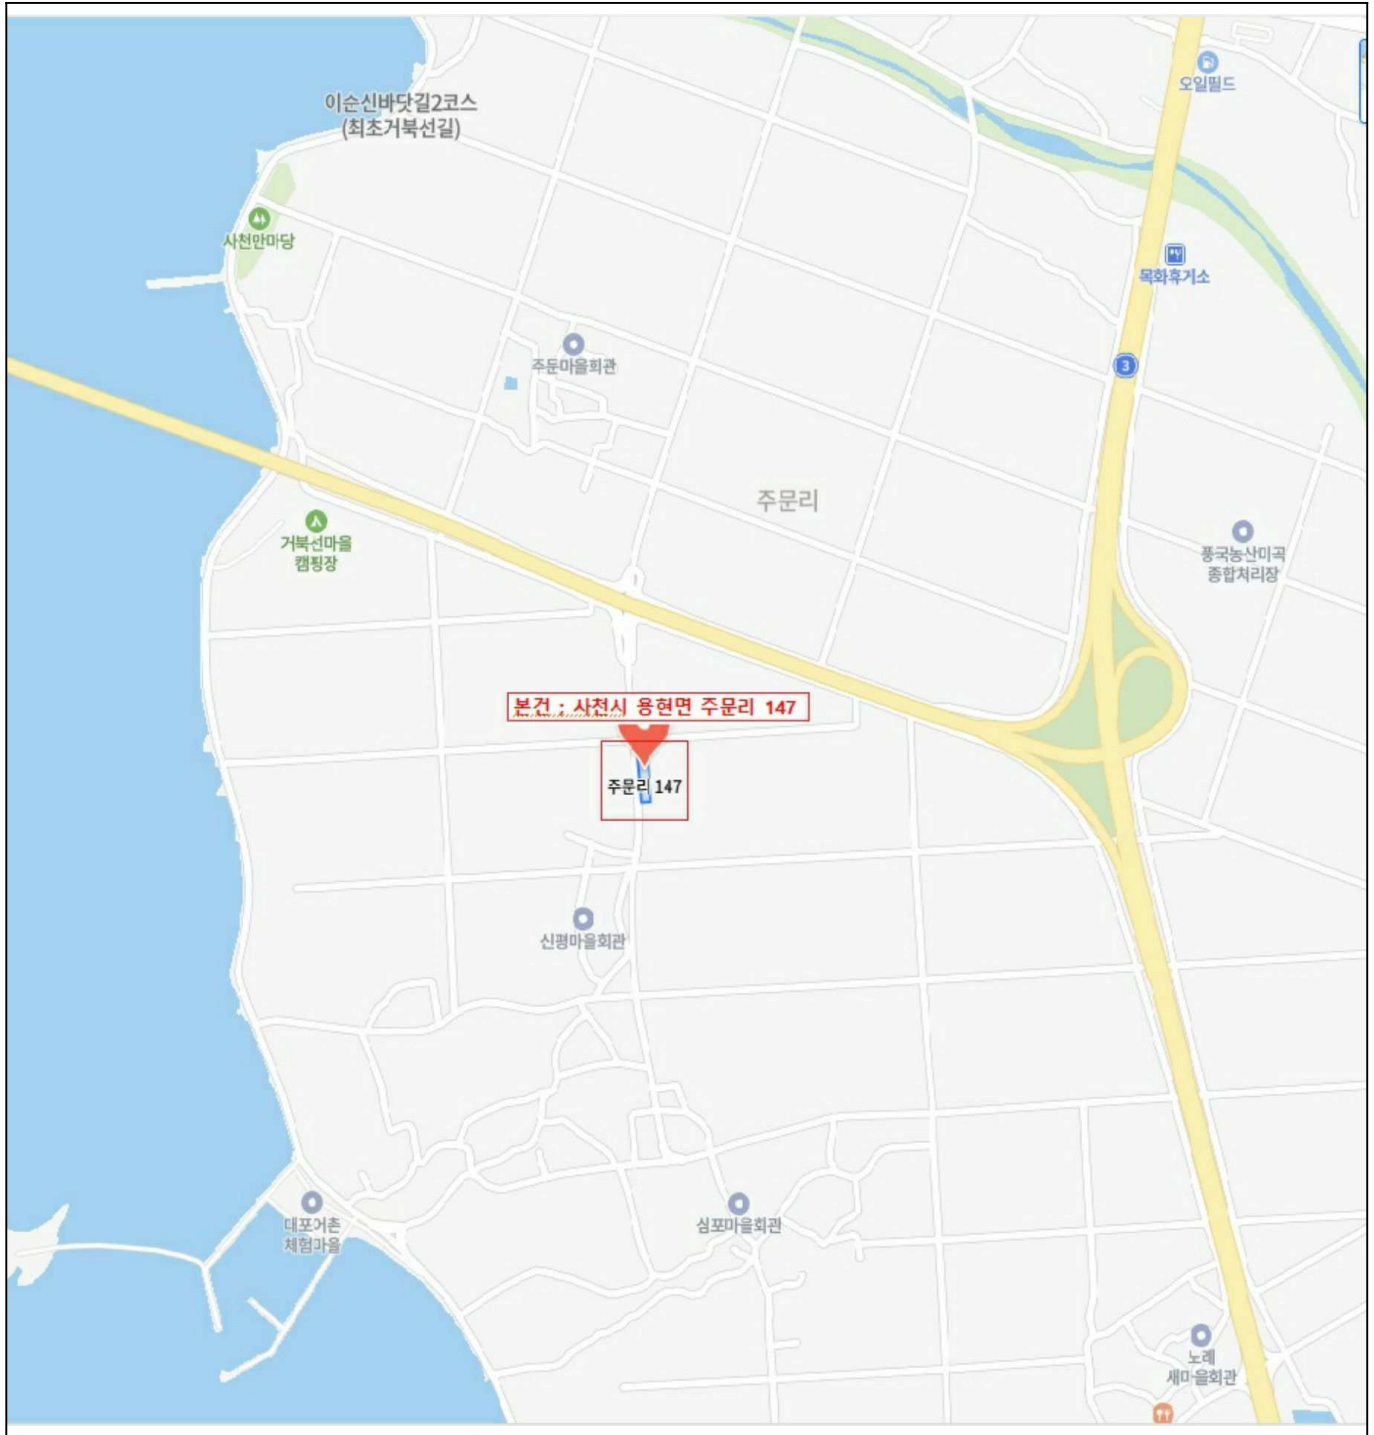 오일필드
이순신바닷길2코스
(최초거북선길)
사천만마당
목화휴게소
주둔마을회관
3
주문리
거북선마을
캠핑장
풍국농산미곡
종합처리장
본건 : 사천시 용현면 주문리 147
주문리 147
신평마을회관
대포어촌
체험마을
심포마을회관
노례
새마을회관